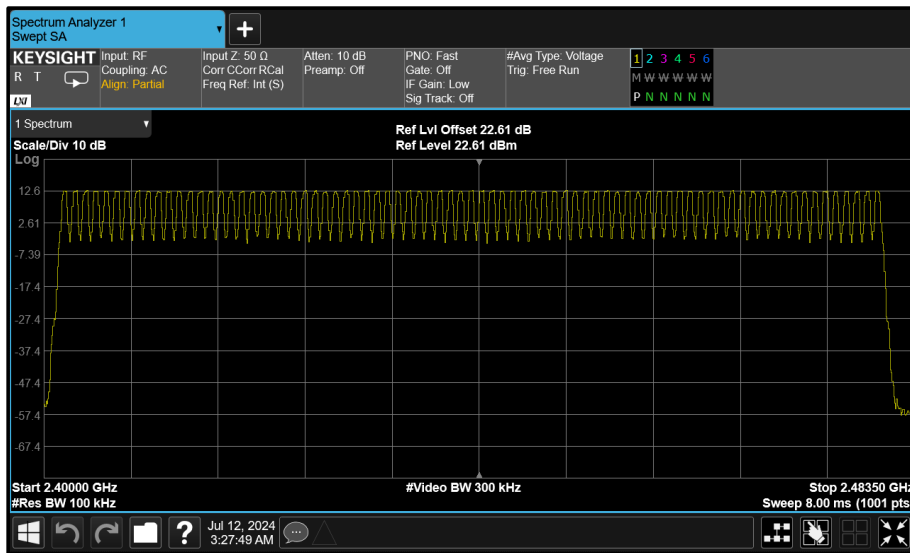 Spectrum Analyzer 1
Swept SA
KEYSIGHT
R T
LXI
Input: RF
Coupling: AC
Align: Partial
Input Z: 50 Ω
Corr CCorr RCal
Freq Ref: Int (S)
Atten: 10 dB
Preamp: Off
PNO: Fast
Gate: Off
IF Gain: Low
Sig Track: Off
#Avg Type: Voltage
Trig: Free Run
1 2 3 4 5 6
M W W W W W
P N N N N N
1 Spectrum
Scale/Div 10 dB
Ref Lvl Offset 22.61 dB
Ref Level 22.61 dBm
Log
12.6
2.61
-7.39
-17.4
-27.4
-37.4
-47.4
-57.4
-67.4
Start 2.40000 GHz
#Res BW 100 kHz
#Video BW 300 kHz
Stop 2.48350 GHz
Sweep 8.00 ms (1001 pts
?
Jul 12, 2024
3:27:49 AM